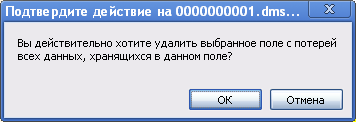 Подтвердите действие на 0000000001.dms...
Вы действительно хотите удалить выбранное поле с потерей
всех данных, хранящихся в данном поле?
OK
Отмена